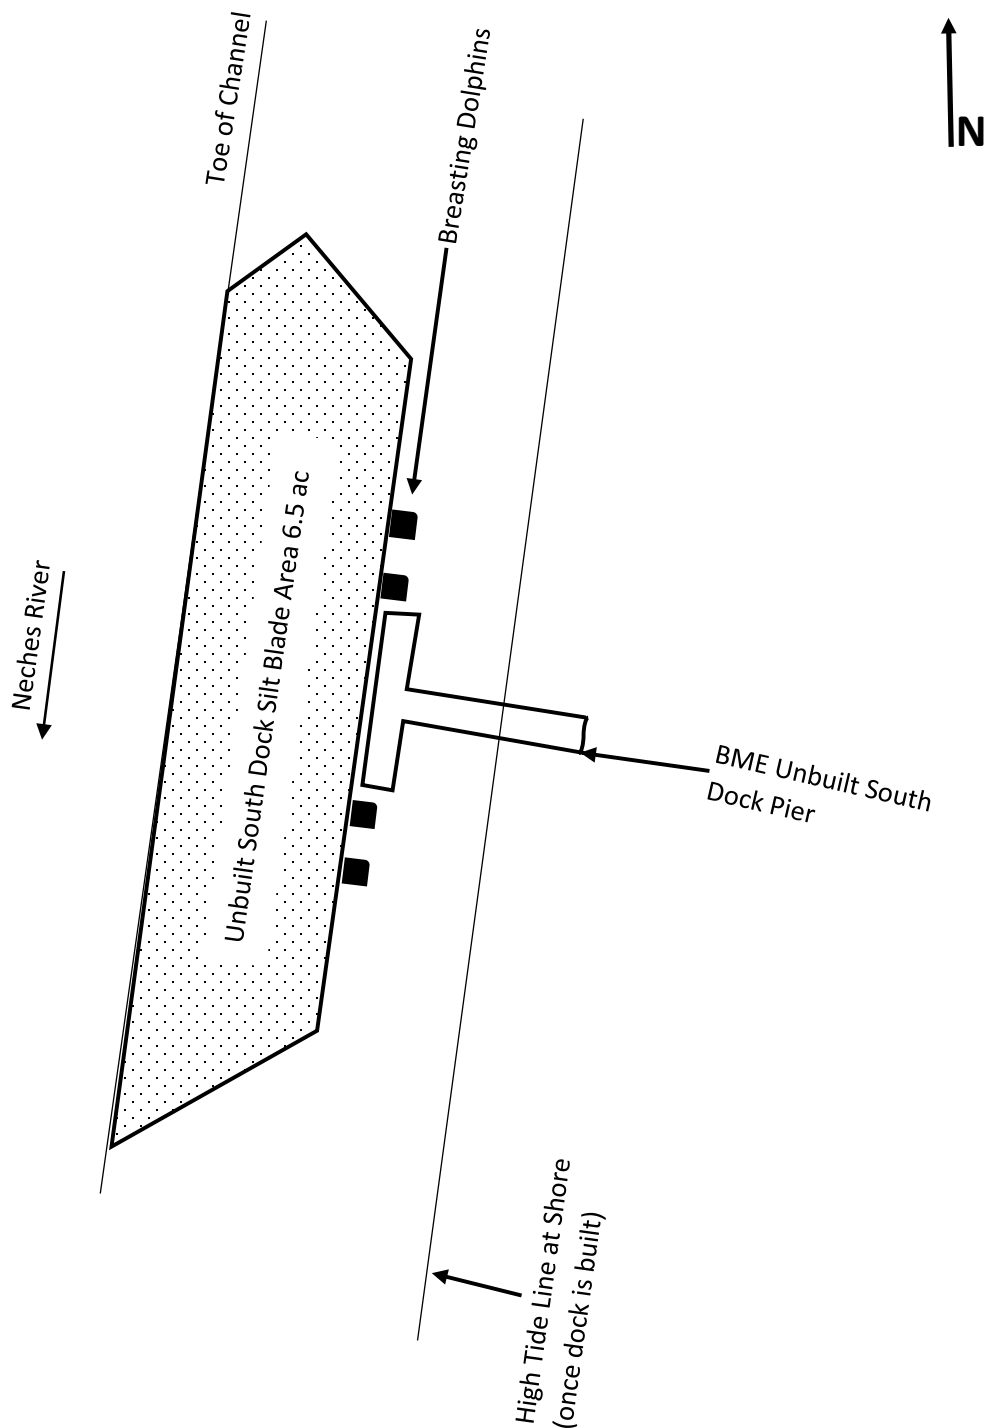 Toe of Channel
Breasting Dolphins
N
Unbuilt South Dock Silt Blade Area 6.5 ac
Neches River
BME Unbuilt South
Dock Pier
High Tide Line at Shore
(once dock is built)